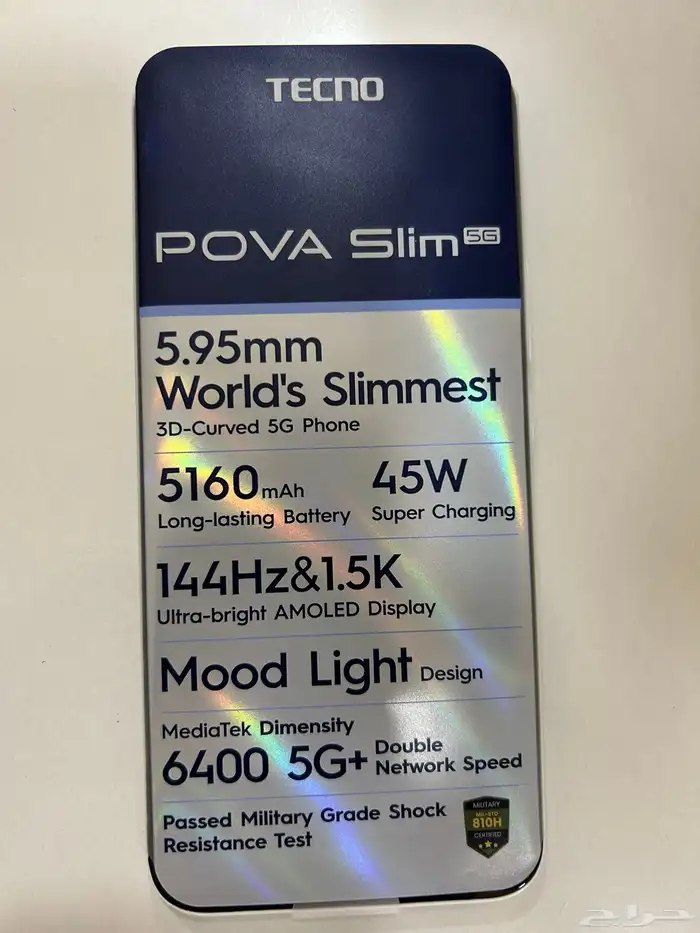 TECNO
POVA Slim 5G
5.95mm
World's Slimmest
3D-Curved 5G Phone
5160mAh
Long-lasting Battery
45W
Super Charging
144Hz&1.5K
Ultra-bright AMOLED Display
Mood Light Design
MediaTek Dimensity
6400 5G+
Double
Network Speed
Passed Military Grade Shock
Resistance Test
MILITARY
MIL-STD
810H
CERTIFIED
حراج